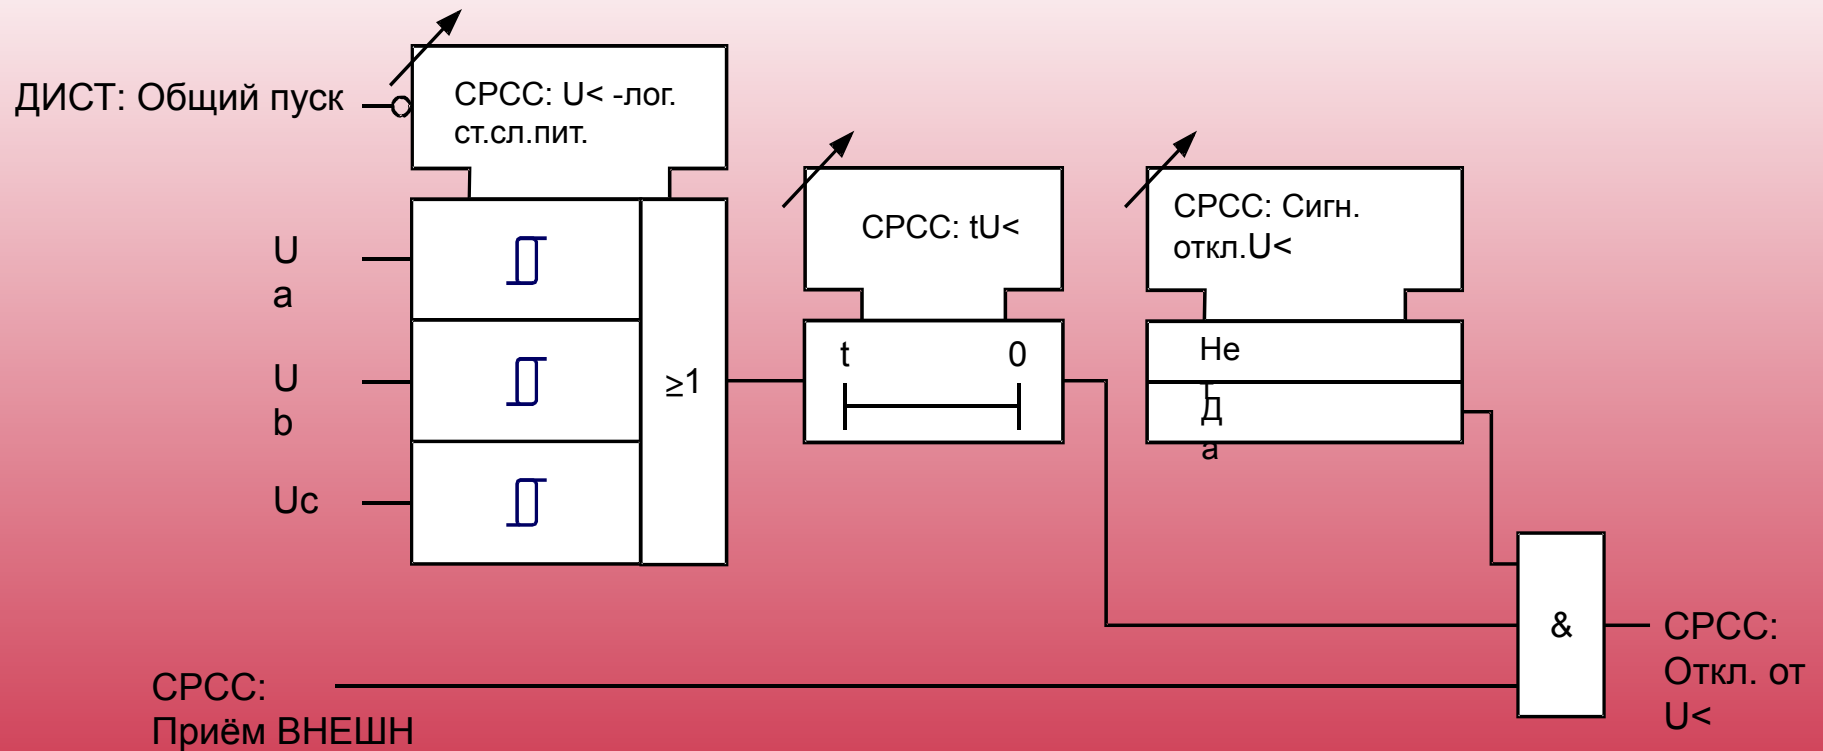 ДИСТ: Общий пуск
СРСС: U< -лог.
ст.сл.пит.
U
a
U
b
Uc
≥1
СРСС: tU<
t 0
СРСС: Сигн.
откл.U<
Не
т
Д
а
&
СРСС:
Откл. от
U<
СРСС:
Приём ВНЕШН